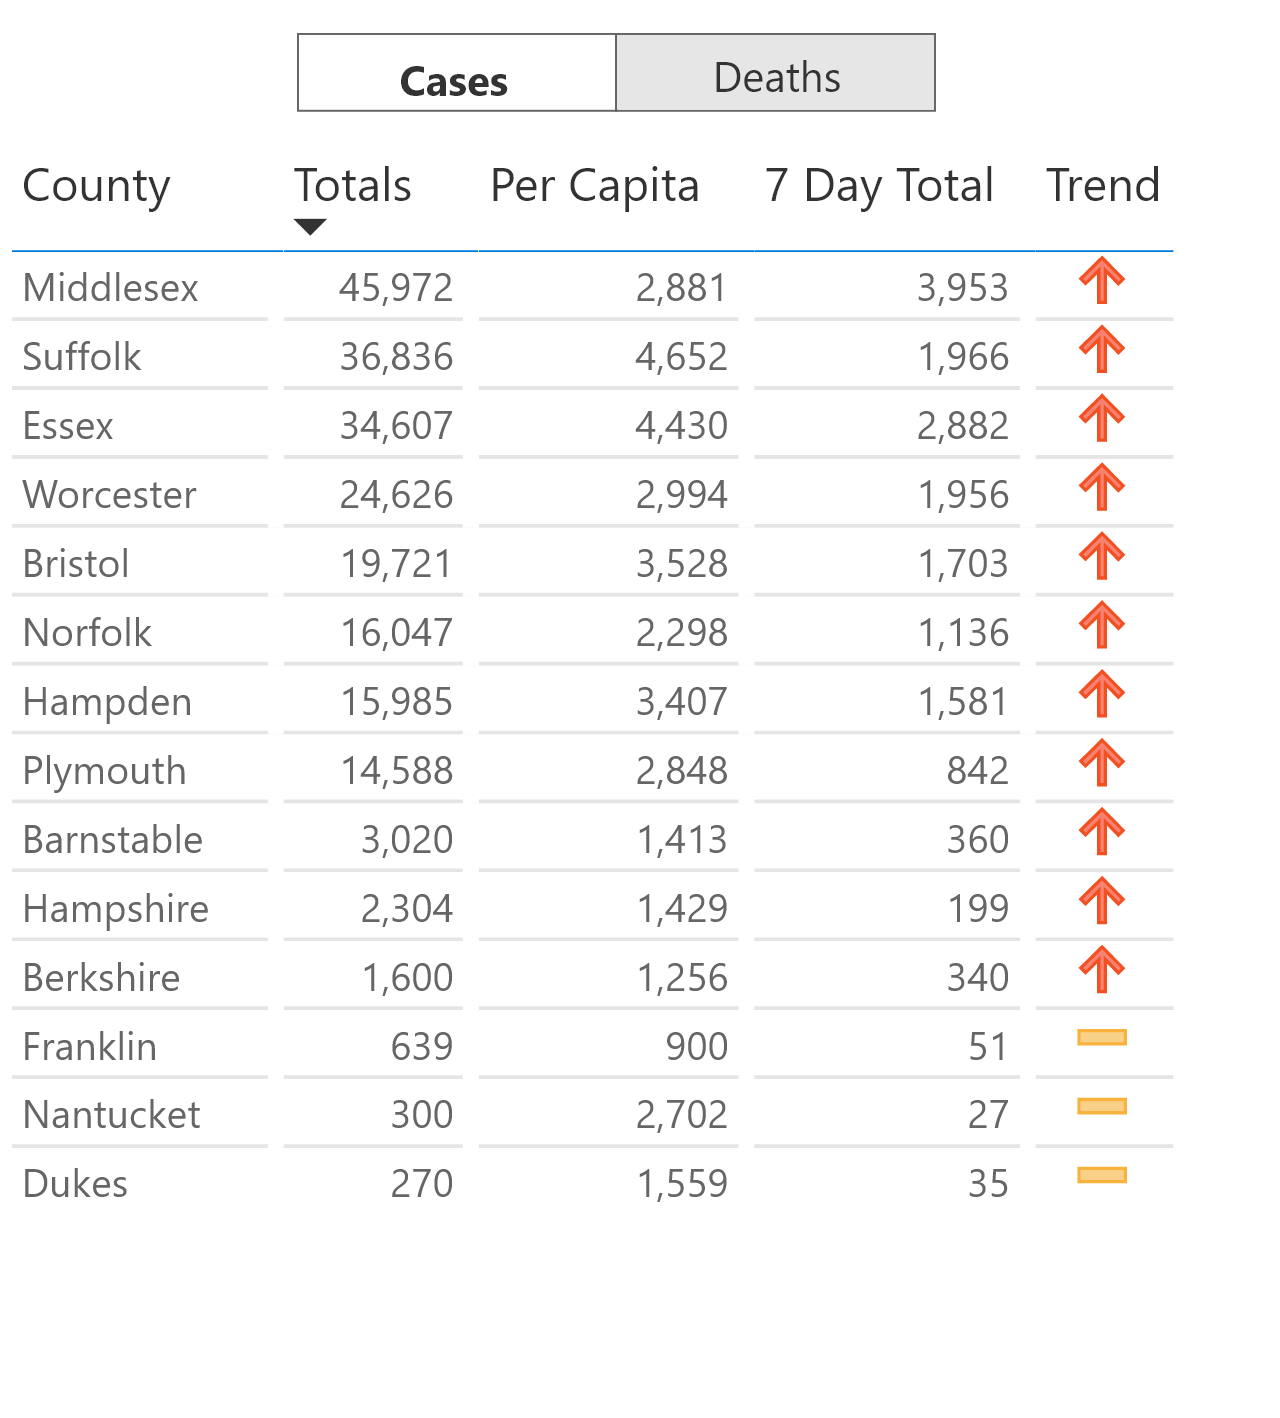 Cases Deaths
County Totals Per Capita 7 Day Total Trend
Middlesex 45,972 2,881 3,953
Suffolk 36,836 4,652 1,966
Essex 34,607 4,430 2,882
Worcester 24,626 2,994 1,956
Bristol 19,721 3,528 1,703
Norfolk 16,047 2,298 1,136
Hampden 15,985 3,407 1,581
Plymouth 14,588 2,848 842
Barnstable 3,020 1,413 360
Hampshire 2,304 1,429 199
Berkshire 1,600 1,256 340
Franklin 639 900 51
Nantucket 300 2,702 27
Dukes 270 1,559 35